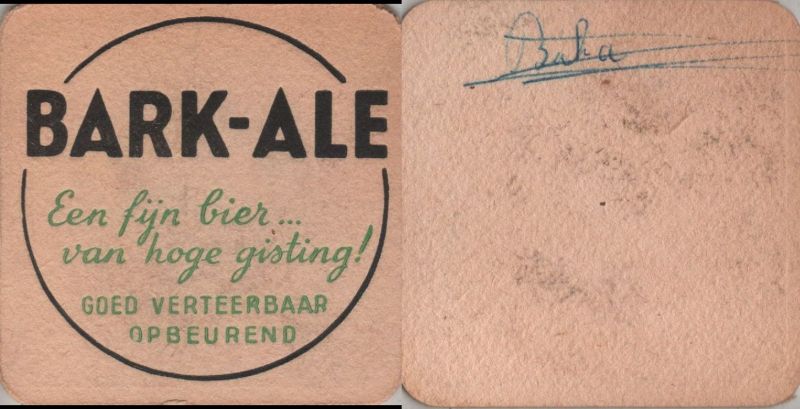 BARK-ALE
Een fijn bier...
van hoge gisting!
GOED VERTEERBAAR
OPBEUREND